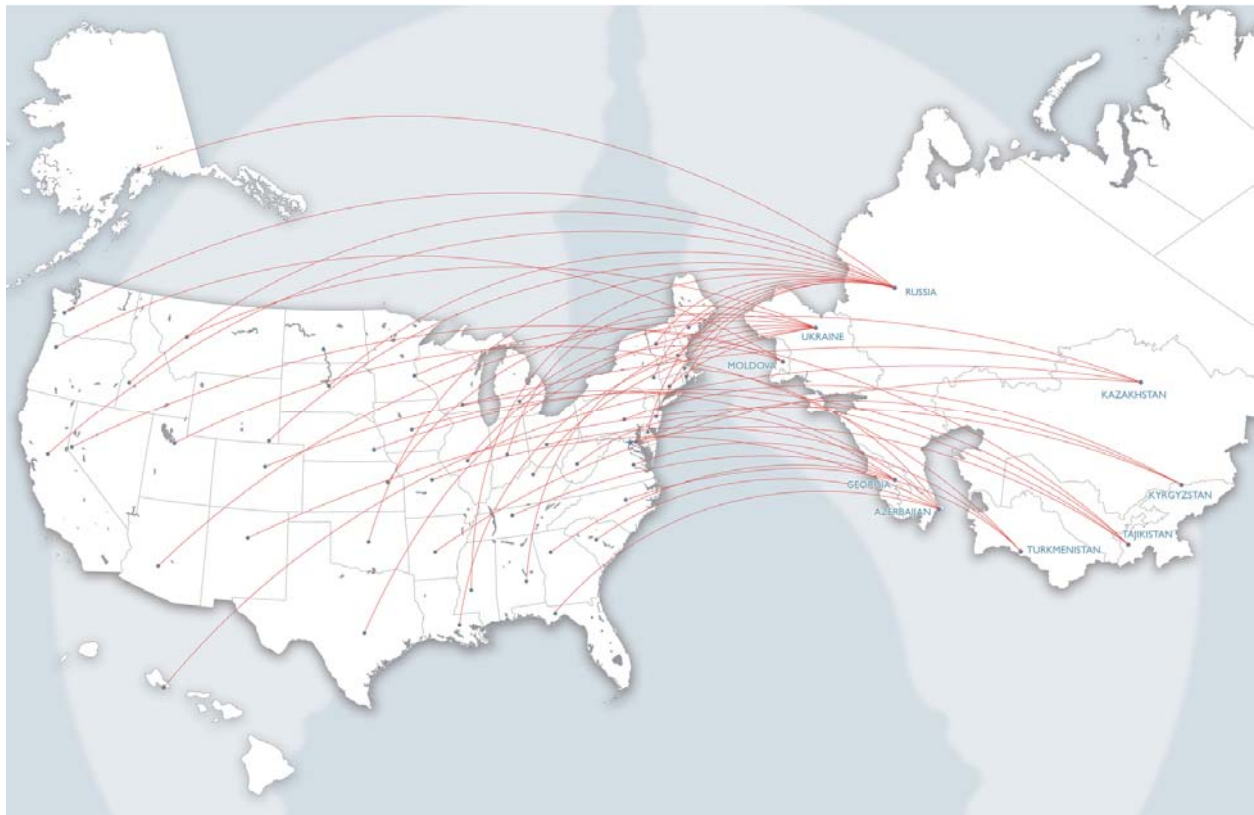 RUSSIA
UKRAINE
MOLDOVA
KAZAKHSTAN
GEORGIA
KYRGYZSTAN
AZERBAIJAN
TAJIKISTAN
TURKMENISTAN